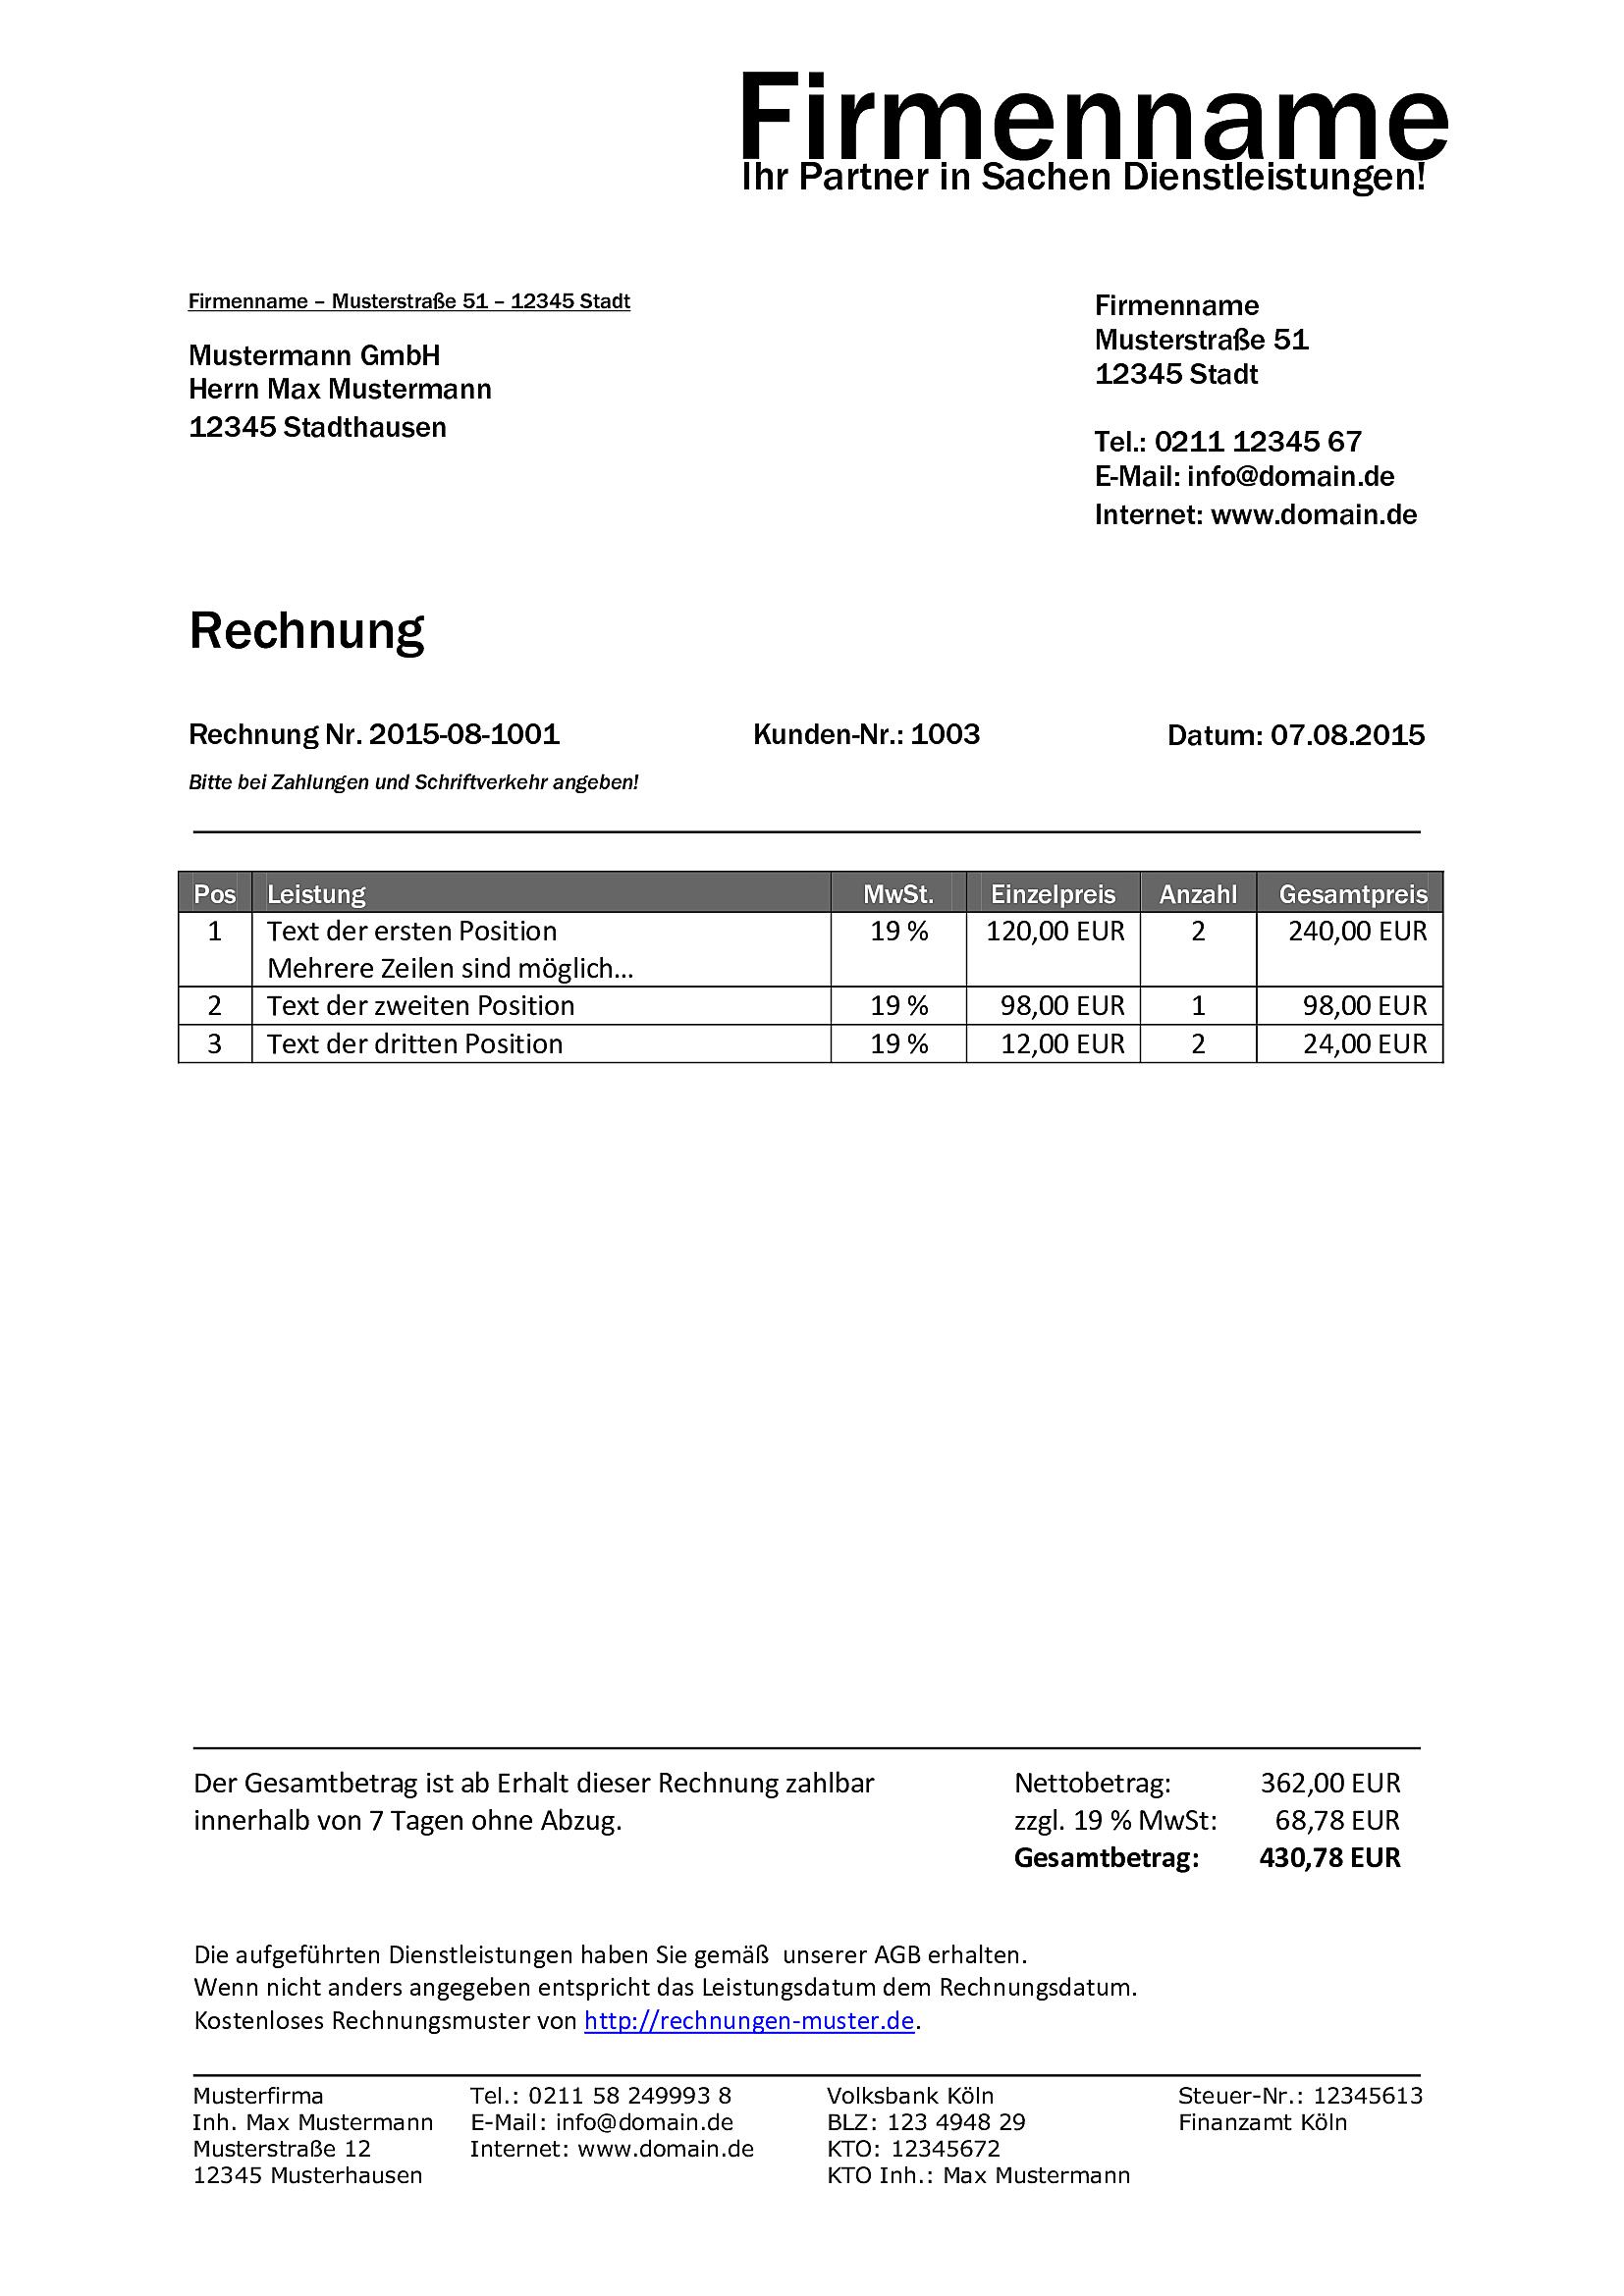 Firmenname
Ihr Partner in Sachen Dienstleistungen!
Firmenname – Musterstraße 51 – 12345 Stadt
Mustermann GmbH
Herrn Max Mustermann
12345 Stadthausen
Firmenname
Musterstraße 51
12345 Stadt
Tel.: 0211 12345 67
E-Mail: info@domain.de
Internet: www.domain.de
Rechnung
Rechnung Nr. 2015-08-1001 Kunden-Nr.: 1003 Datum: 07.08.2015
Bitte bei Zahlungen und Schriftverkehr angeben!
Pos Leistung MwSt. Einzelpreis Anzahl Gesamtpreis
1 Text der ersten Position 19 % 120,00 EUR 2 240,00 EUR
Mehrere Zeilen sind möglich...
2 Text der zweiten Position 19 % 98,00 EUR 1 98,00 EUR
3 Text der dritten Position 19 % 12,00 EUR 2 24,00 EUR
Der Gesamtbetrag ist ab Erhalt dieser Rechnung zahlbar
innerhalb von 7 Tagen ohne Abzug.
Nettobetrag: 362,00 EUR
zzgl. 19 % MwSt: 68,78 EUR
Gesamtbetrag: 430,78 EUR
Die aufgeführten Dienstleistungen haben Sie gemäß  unserer AGB erhalten.
Wenn nicht anders angegeben entspricht das Leistungsdatum dem Rechnungsdatum.
Kostenloses Rechnungsmuster von http://rechnungen-muster.de.
Musterfirma
Inh. Max Mustermann
Musterstraße 12
12345 Musterhausen
Tel.: 0211 58 249993 8
E-Mail: info@domain.de
Internet: www.domain.de
Volksbank Köln
BLZ: 123 4948 29
KTO: 12345672
KTO Inh.: Max Mustermann
Steuer-Nr.: 12345613
Finanzamt Köln